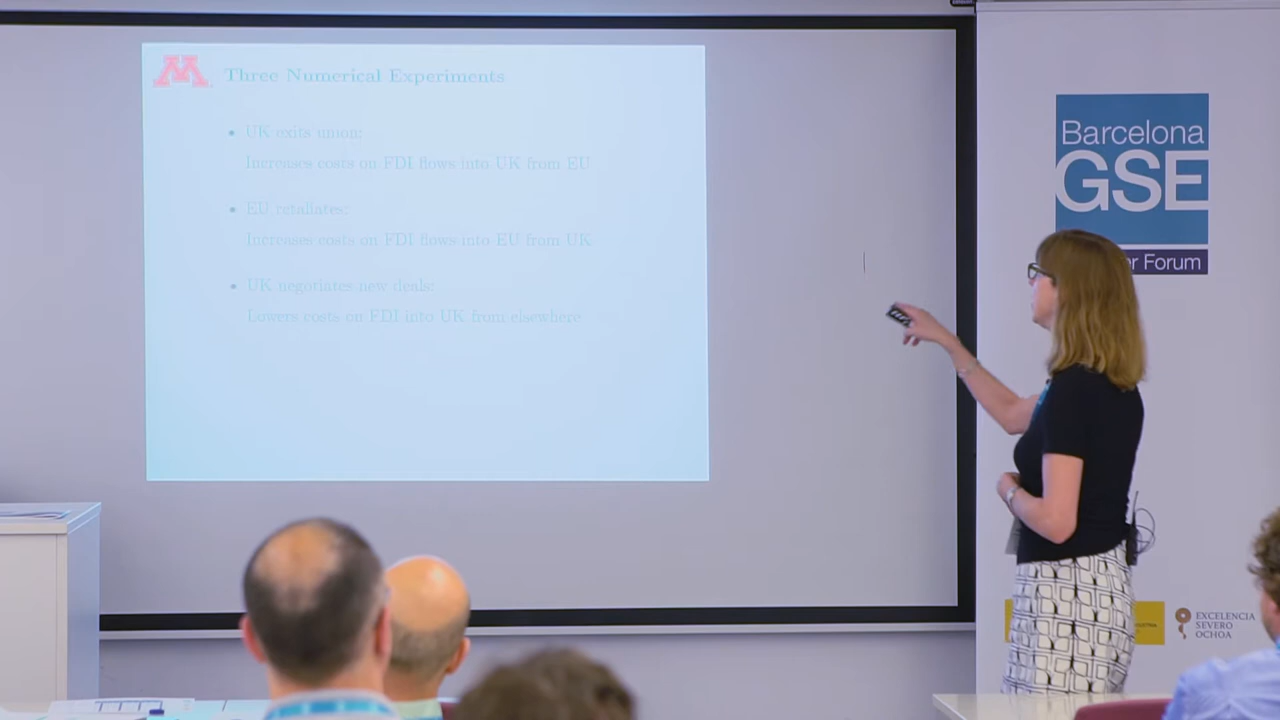 M
Three Numerical Experiments
• UK exits union:
Increases costs on FDI flows into UK from EU
• EU retaliates:
Increases costs on FDI flows into EU from UK
• UK negotiates new deals:
Lowers costs on FDI into UK from elsewhere
Barcelona
GSE
Forum
EXCELENCIA
SEVERO
OCHOA